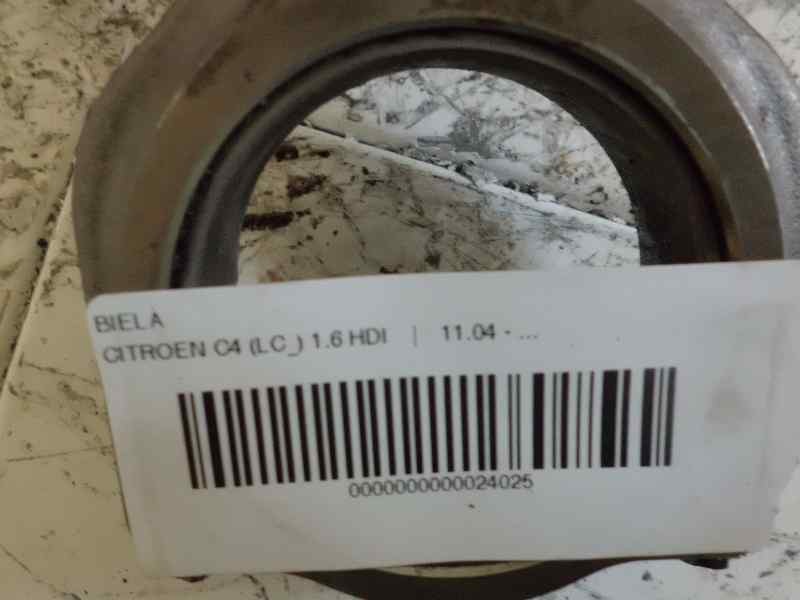 BIELA
CITROEN C4 (LC_) 1.6 HDI | 11.04 - ...
0000000000024025